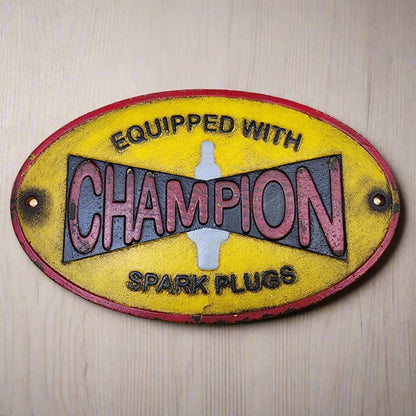 EQUIPPED WITH
CHAMPION
SPARK PLUGS